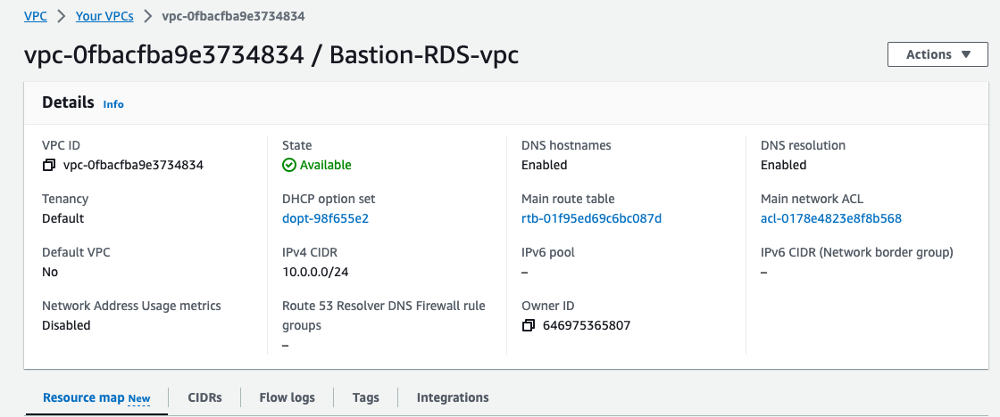 VPC > Your VPCs > vpc-0fbacfba9e3734834
vpc-0fbacfba9e3734834 / Bastion-RDS-vpc
Actions ▼
Details Info
VPC ID
vpc-0fbacfba9e3734834
State
Available
DNS hostnames
Enabled
DNS resolution
Enabled
Tenancy
Default
DHCP option set
dopt-98f655e2
Main route table
rtb-01f95ed69c6bc087d
Main network ACL
acl-0178e4823e8f8b568
Default VPC
No
IPv4 CIDR
10.0.0.0/24
IPv6 pool
–
IPv6 CIDR (Network border group)
–
Network Address Usage metrics
Disabled
Route 53 Resolver DNS Firewall rule
groups
–
Owner ID
646975365807
Resource map New CIDRs Flow logs Tags Integrations